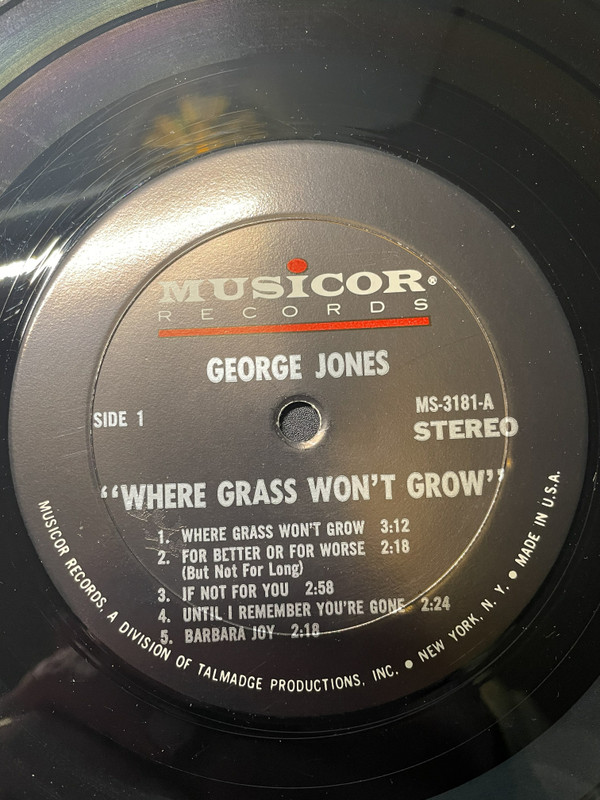 MUSICOR®
RECORDS
GEORGE JONES
SIDE 1
MS-3181-A
STEREO
“WHERE GRASS WON'T GROW”
1. WHERE GRASS WON'T GROW 3:12
2. FOR BETTER OR FOR WORSE 2:18
(But Not For Long)
3. IF NOT FOR YOU 2:58
4. UNTIL I REMEMBER YOU'RE GONE 2:24
5. BARBARA JOY 2:18
MUSICOR RECORDS, A DIVISION OF TALMADGE PRODUCTIONS, INC. ● NEW YORK, N. Y. ● MADE IN U.S.A.